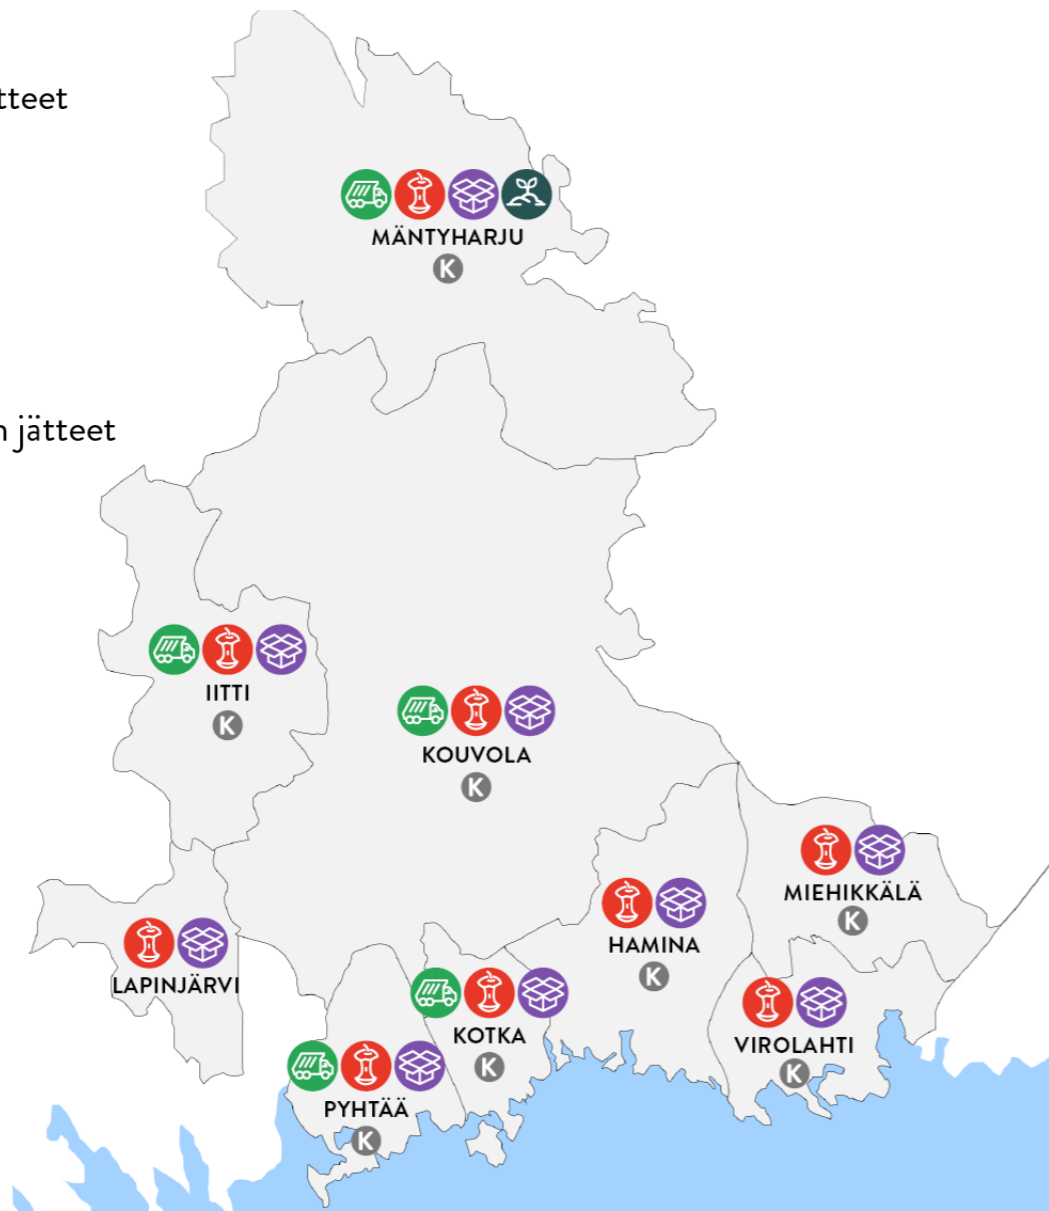 tteet
MÄNTYHARJU
K
n jätteet
IITTI
K
KOUVOLA
K
MIEHIKKÄLÄ
K
HAMINA
K
LAPINJÄRVI
KOTKA
K
VIROLAHTI
K
PYHTÄÄ
K